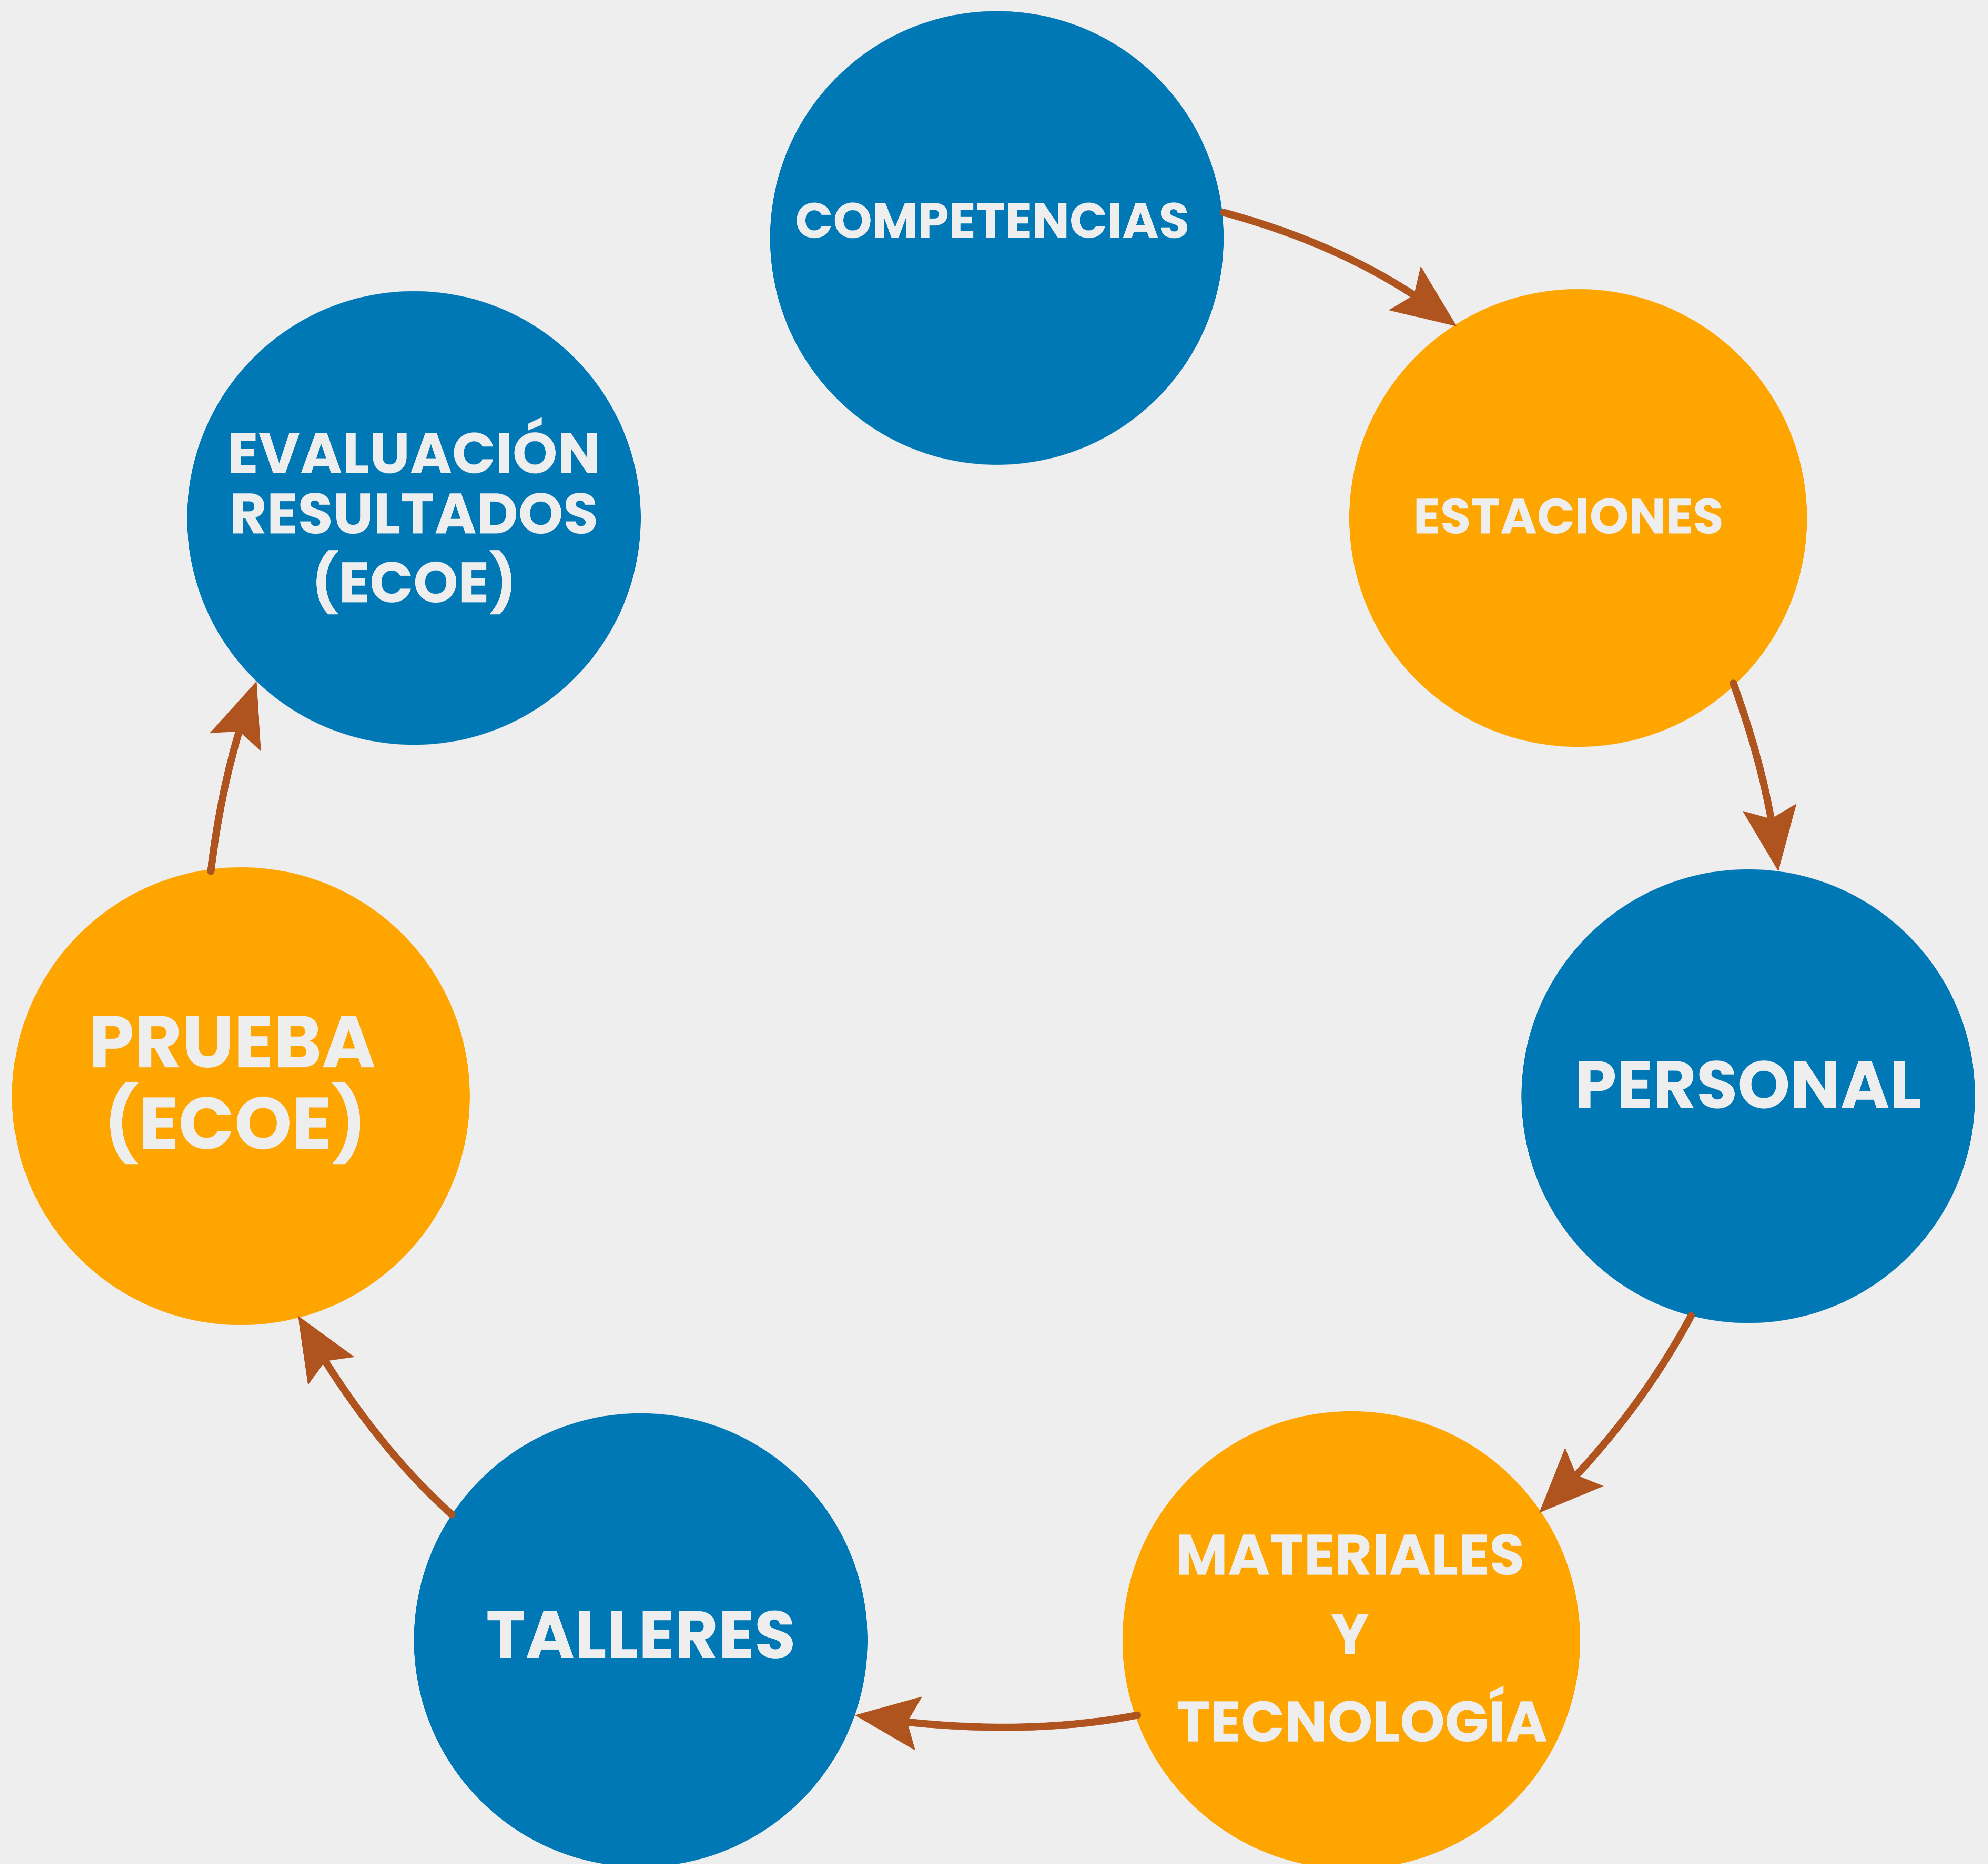 COMPETENCIAS
ESTACIONES
PERSONAL
MATERIALES
Y
TECNOLOGÍA
TALLERES
PRUEBA
(ECOE)
EVALUACIÓN
RESULTADOS
(ECOE)